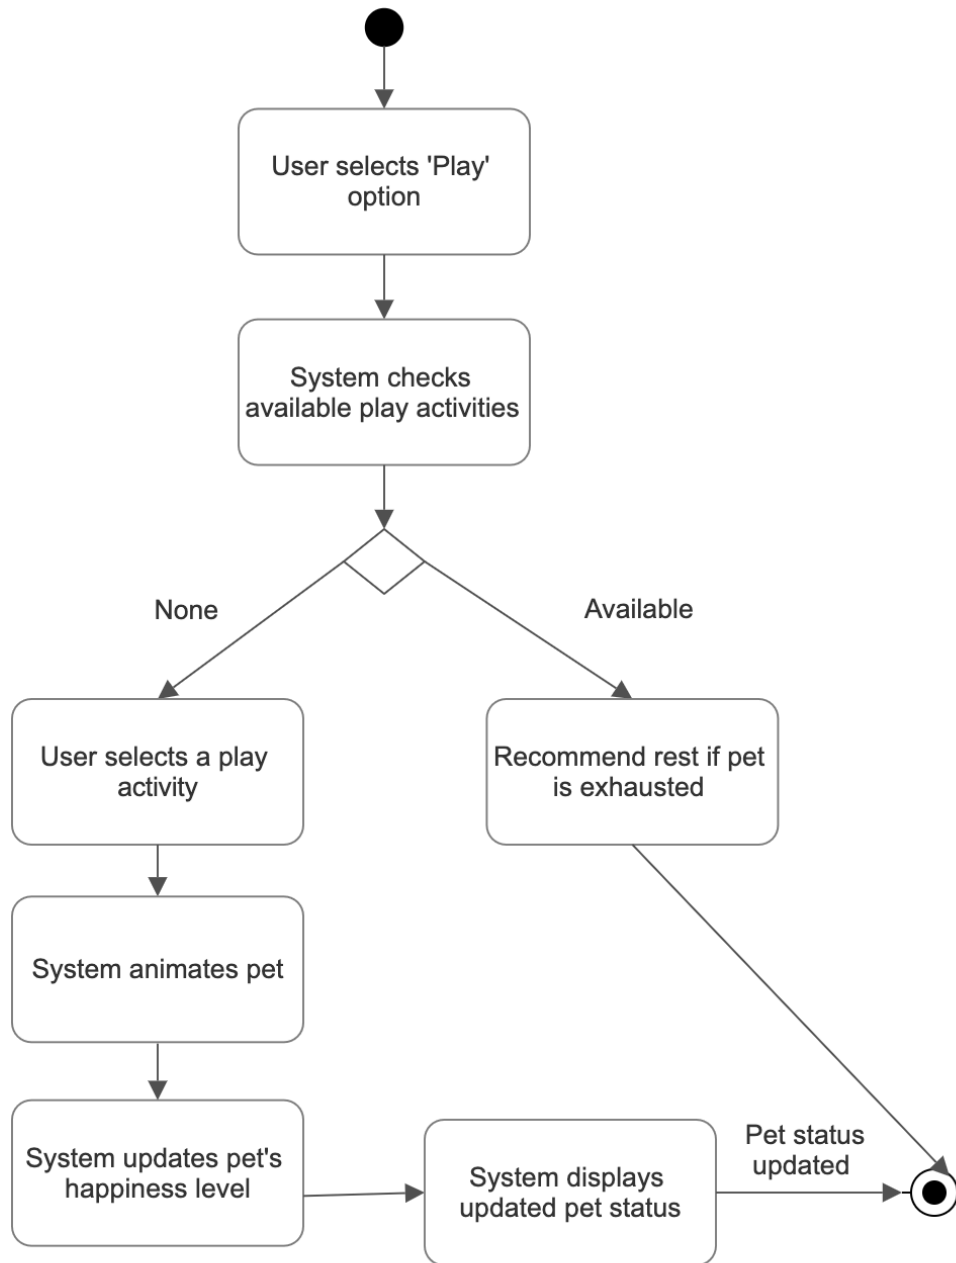 User selects 'Play'
option
System checks
available play activities
None
Available
User selects a play
activity
Recommend rest if pet
is exhausted
System animates pet
System updates pet's
happiness level
System displays
updated pet status
Pet status
updated